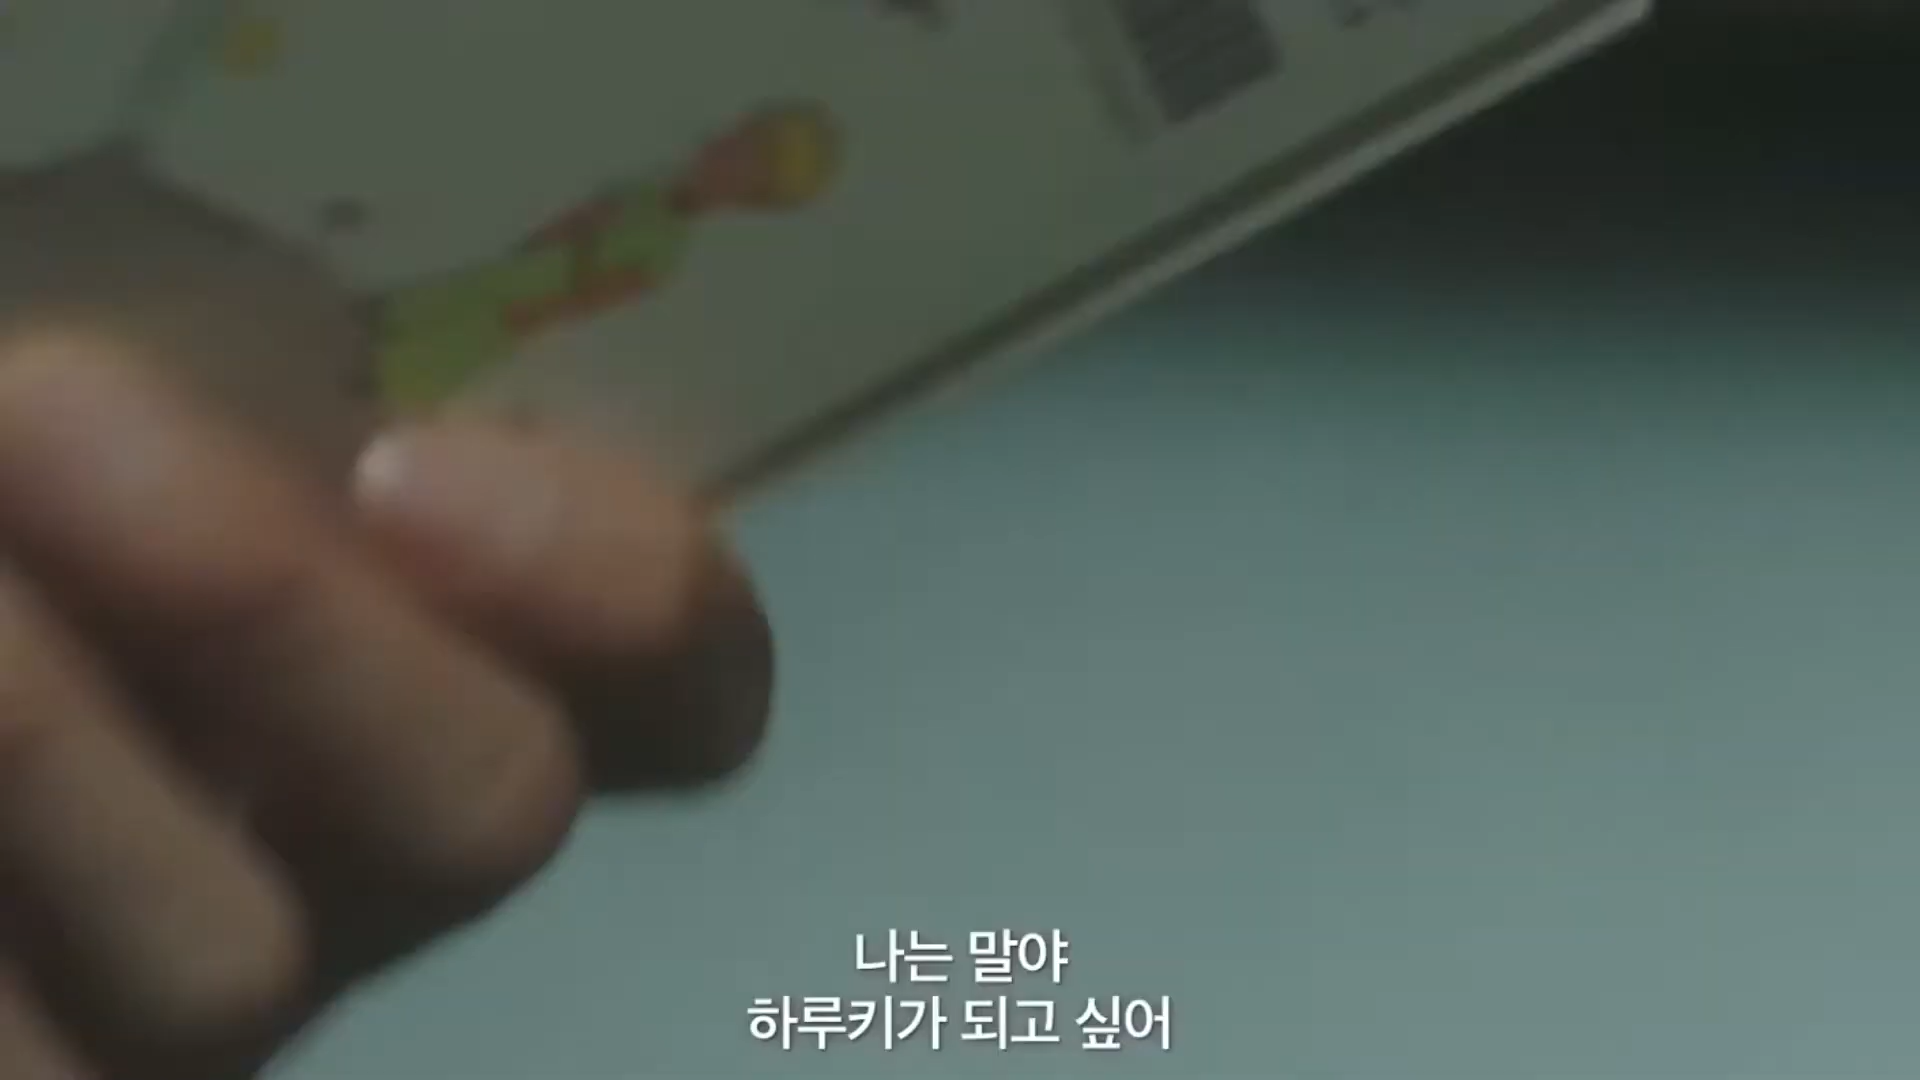 나는 말야
하루키가 되고 싶어